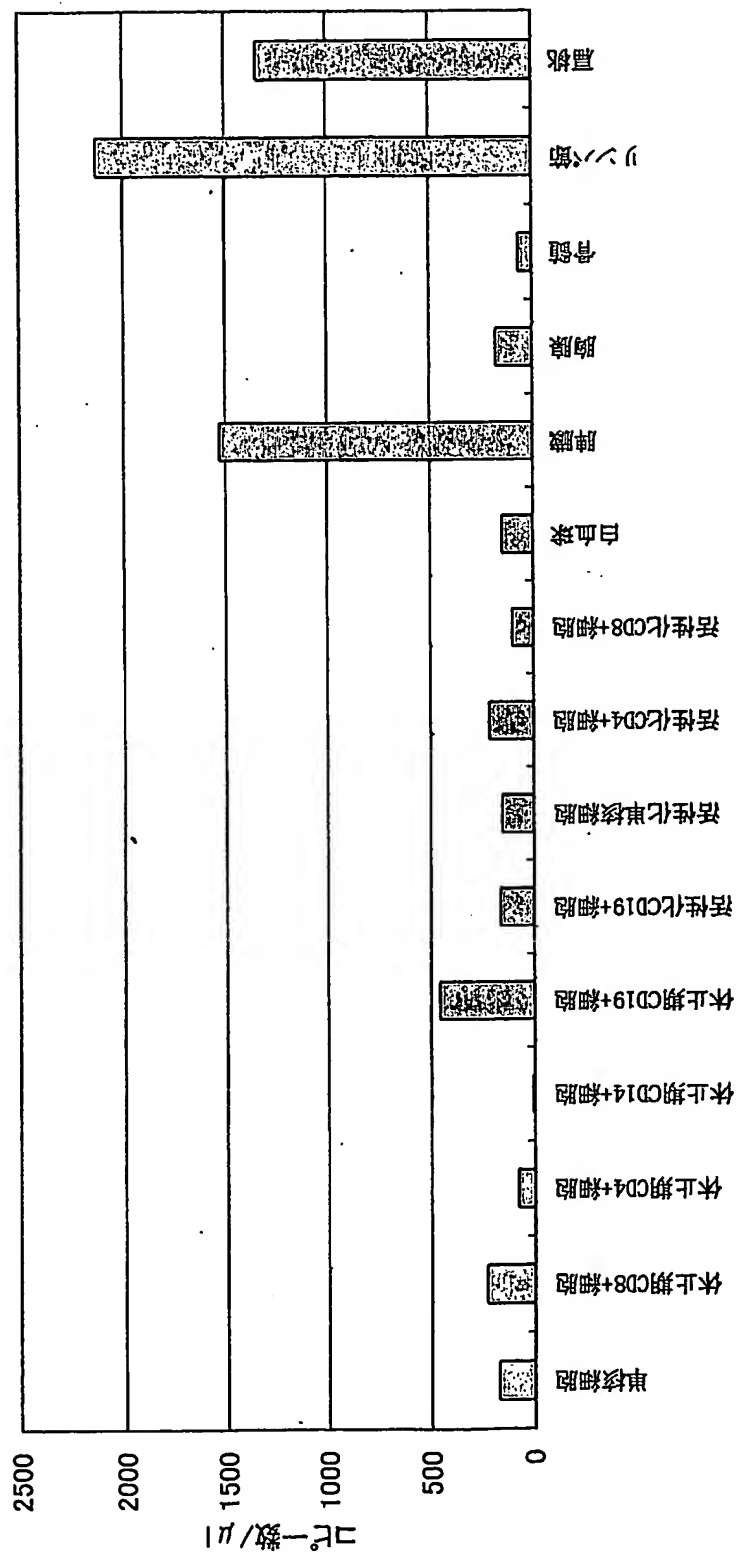 コピー数/μl
2500
2000
1500
1000
500
0
単核細胞
休止期CD8+細胞
休止期CD4+細胞
休止期CD14+細胞
休止期CD19+細胞
活性化CD19+細胞
活性化単核細胞
活性化CD4+細胞
活性化CD8+細胞
白血球
脾臓
胸腺
骨髄
リンパ節
扁桃